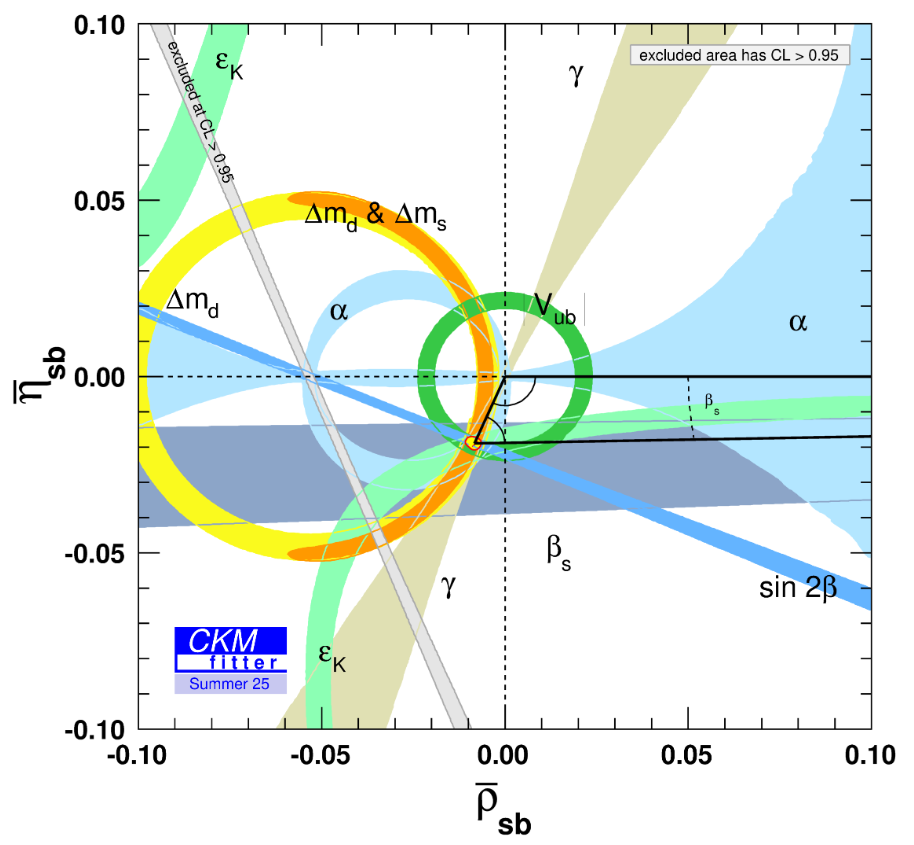 excluded area has CL > 0.95
excluded at CL > 0.95
εK
γ
Δmd & Δms
Δmd
α
Vub
α
βs
βs
γ
sin 2β
εK
CKM
fitter
Summer 25
0.10
0.05
0.00
-0.05
-0.10
-0.10
-0.05
0.00
0.05
0.10
η̅sb
ρ̅sb